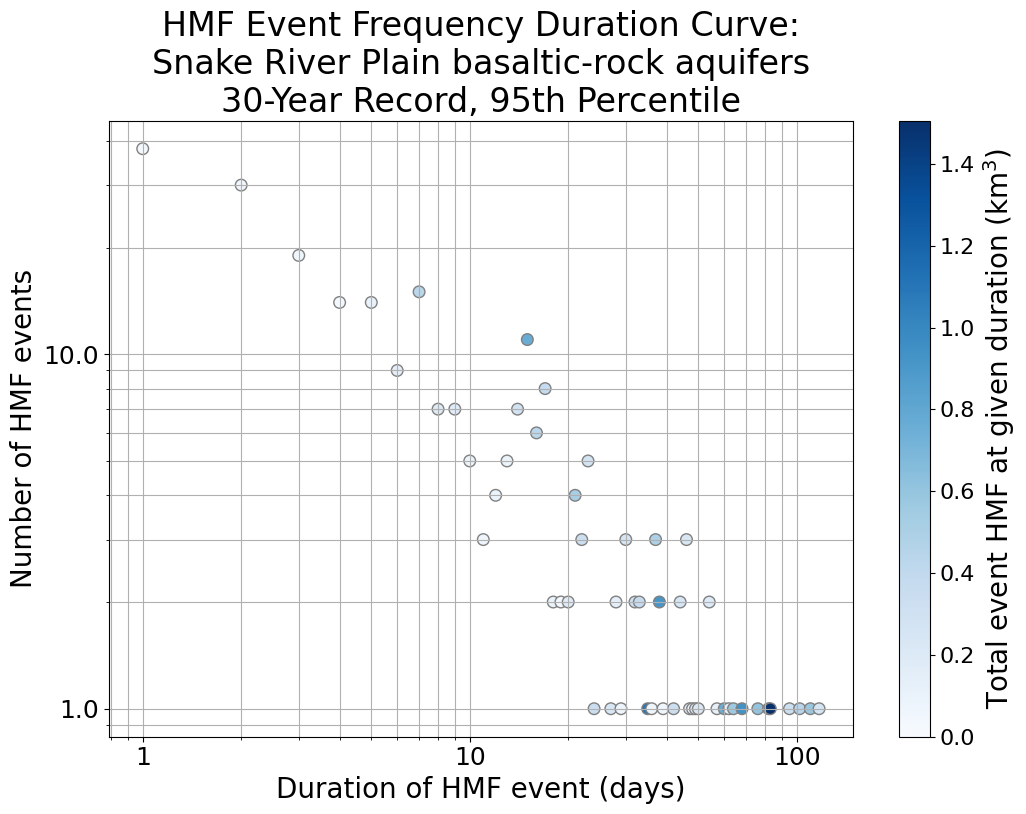 HMF Event Frequency Duration Curve:
Snake River Plain basaltic-rock aquifers
30-Year Record, 95th Percentile
Number of HMF events
10.0
1.0
1
10
100
Duration of HMF event (days)
1.4
1.2
1.0
0.8
0.6
0.4
0.2
0.0
Total event HMF at given duration (km³)